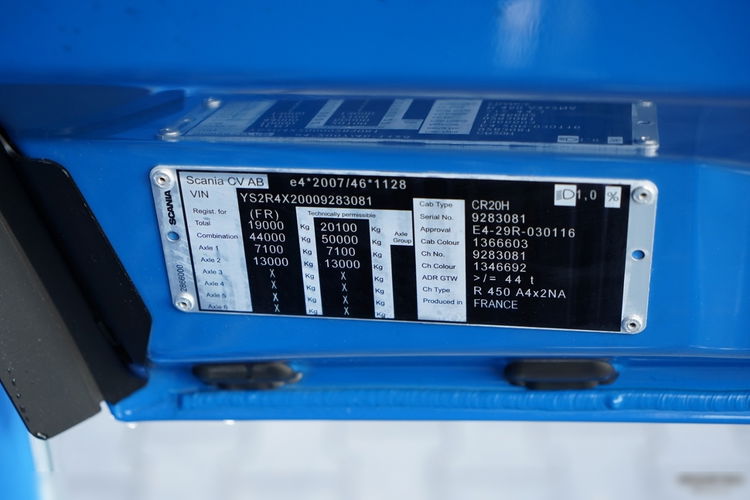 Scania CV AB e4*2007/46*1128
VIN YS2R4X20009283081
SCANIA
2866000
Regist. for (FR) Technically permissible
Total 19000 Kg 20100 Kg Axle Group
Combination 44000 Kg 50000 Kg
Axle 1 7100 Kg 7100 Kg
Axle 2 13000 Kg 13000 Kg
Axle 3 X Kg X Kg
Axle 4 X Kg X Kg
Axle 5 X Kg X Kg
Axle 6 X Kg X Kg
1,0 %
Cab Type CR20H
Serial No. 9283081
Approval E4-29R-030116
Cab Colour 1366603
Ch No. 9283081
Ch Colour 1346692
ADR GTW >/= 44 t
Ch Type R 450 A4x2NA
Produced in FRANCE